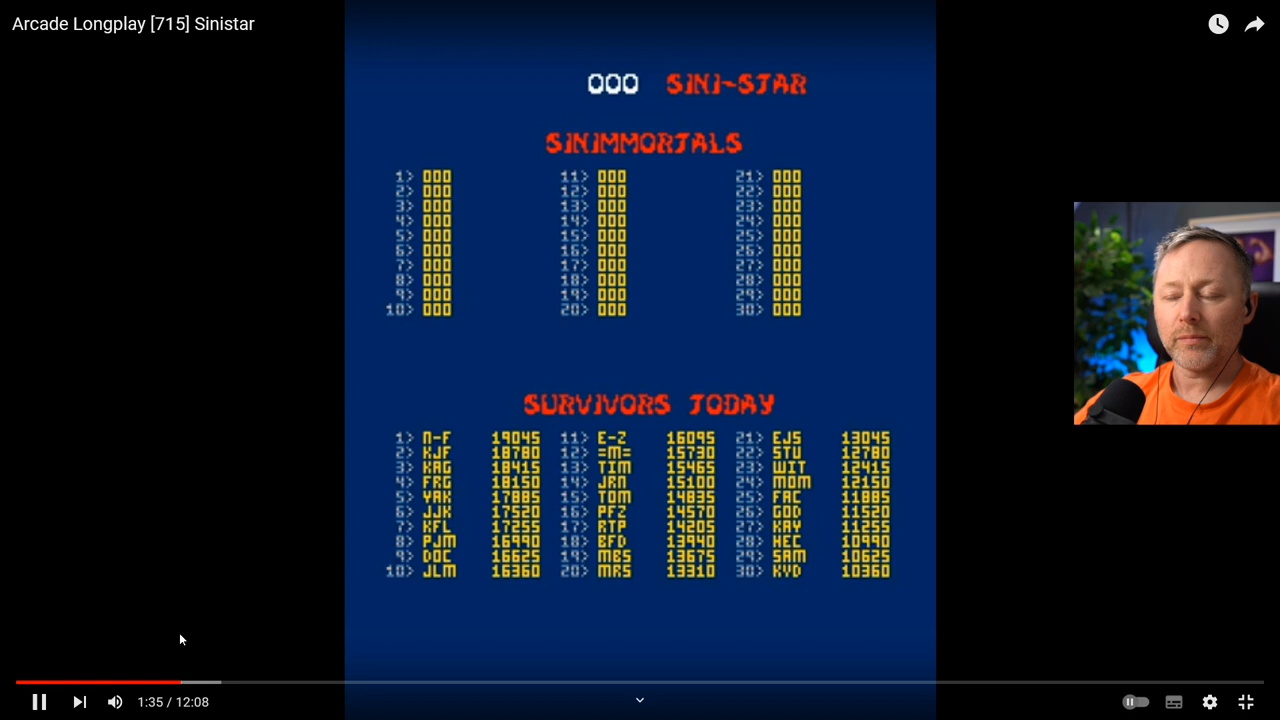 Arcade Longplay [715] Sinistar
000 SINI-STAR
SINIMMORTALS
1> 000 11> 000 21> 000
2> 000 12> 000 22> 000
3> 000 13> 000 23> 000
4> 000 14> 000 24> 000
5> 000 15> 000 25> 000
6> 000 16> 000 26> 000
7> 000 17> 000 27> 000
8> 000 18> 000 28> 000
9> 000 19> 000 29> 000
10> 000 20> 000 30> 000
SURVIVORS TODAY
1> N-F 19045 11> E-Z 16095 21> EJS 13045
2> KJF 18780 12> =M= 15730 22> STU 12780
3> KAG 18415 13> TIM 15465 23> WIT 12415
4> FRG 18150 14> JRN 15100 24> MOM 12150
5> YAK 17885 15> TOM 14835 25> FAC 11885
6> JJK 17520 16> PFZ 14570 26> GOD 11520
7> KFL 17255 17> RTP 14205 27> KAY 11255
8> PJM 16990 18> BFD 13940 28> HEC 10990
9> DOC 16625 19> MBS 13675 29> SAM 10625
10> JLM 16360 20> MRS 13310 30> KYD 10360
1:35 / 12:08